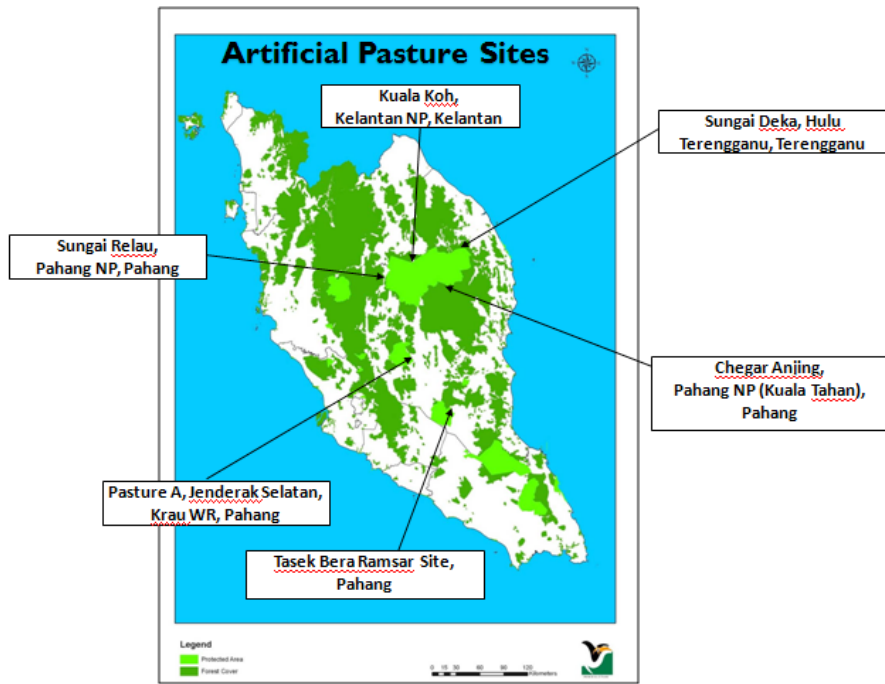 Artificial Pasture Sites
Kuala Koh,
Kelantan NP, Kelantan
Sungai Deka, Hulu
Terengganu, Terengganu
Sungai Relau,
Pahang NP, Pahang
Chegar Anjing,
Pahang NP (Kuala Tahan),
Pahang
Pasture A, Jenderak Selatan,
Krau WR, Pahang
Tasek Bera Ramsar Site,
Pahang
Legend
Protected Area
Forest Cover
0 15 30 60 90 120
Kilometers